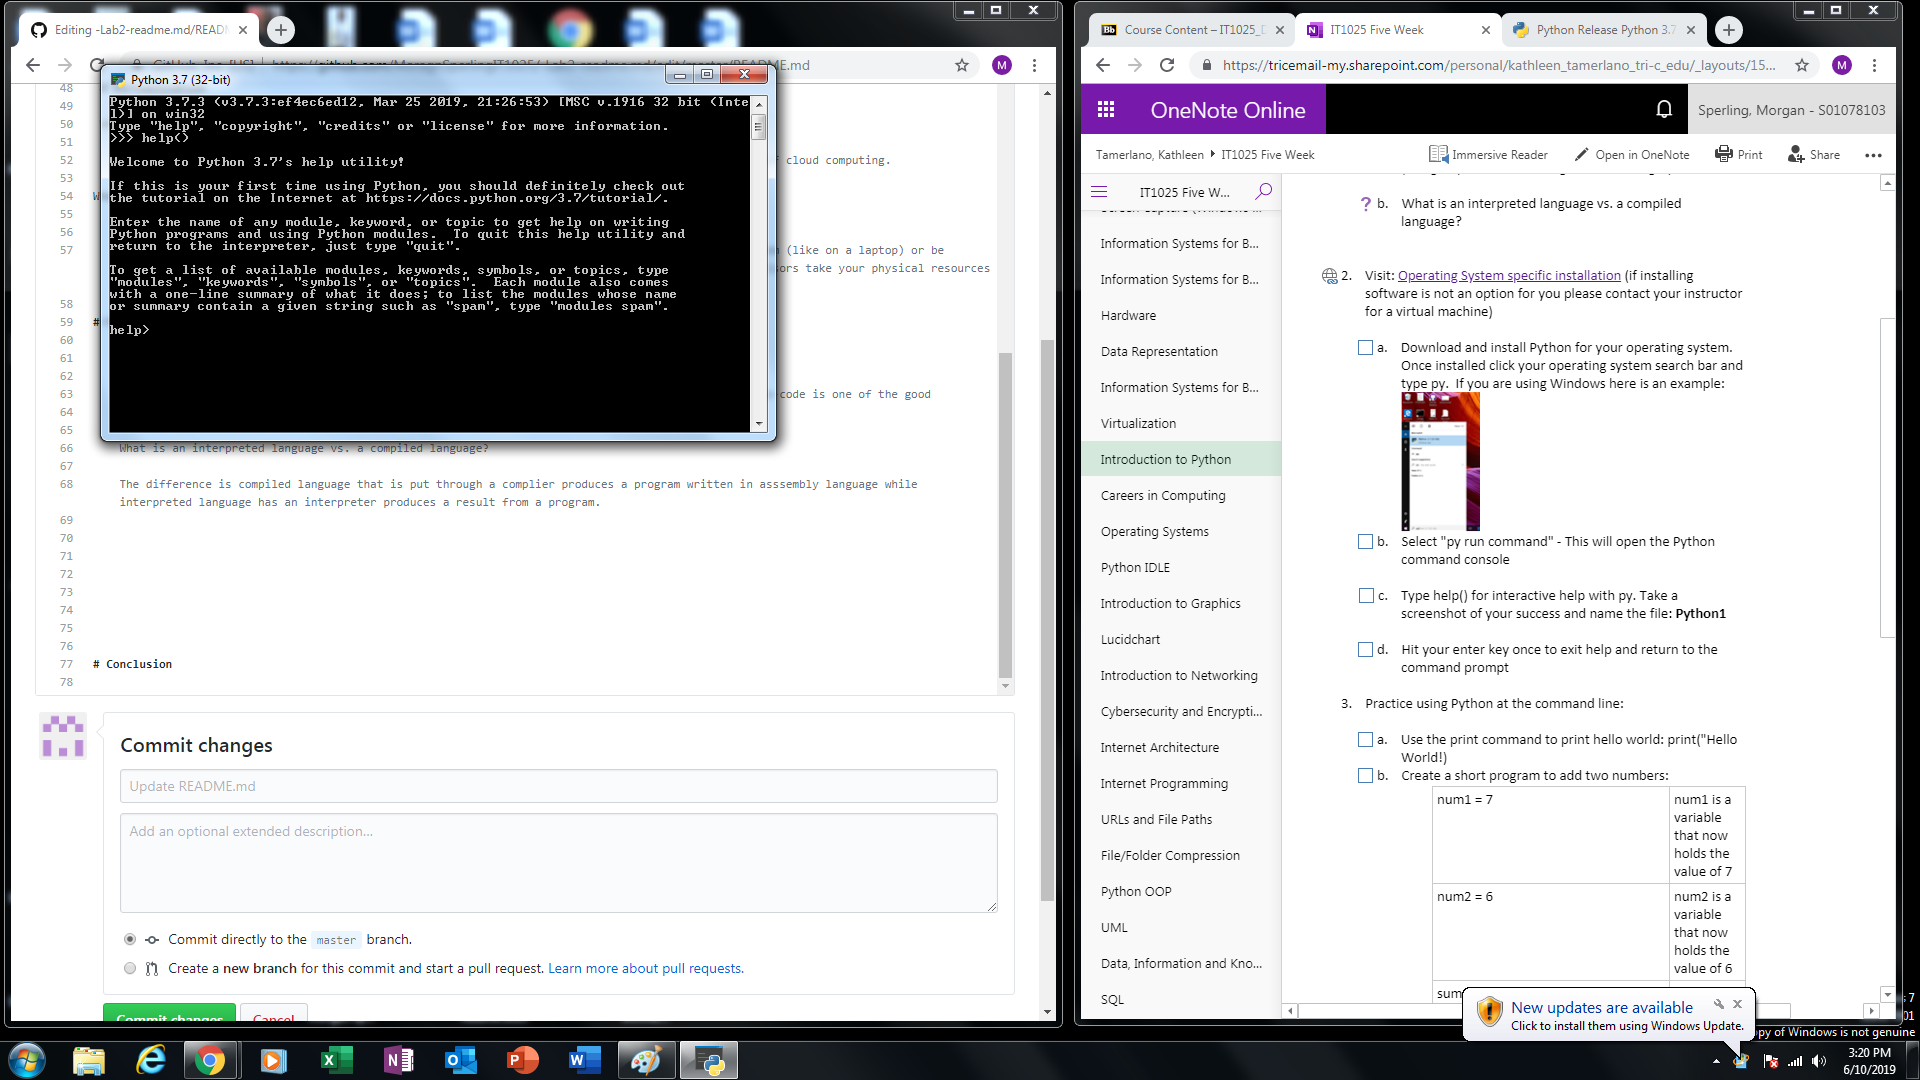 Editing -Lab2-readme.md/READ
GitHub, Inc. [US] | https://github.com/MorganSperlingIT1025/-Lab2-readme.md/edit/master/README.md
Python 3.7 (32-bit)
Python 3.7.3 (v3.7.3:ef4ec6ed12, Mar 25 2019, 21:26:53) [MSC v.1916 32 bit (Inte
l)] on win32
Type "help", "copyright", "credits" or "license" for more information.
>>> help()
Welcome to Python 3.7's help utility!
If this is your first time using Python, you should definitely check out
the tutorial on the Internet at https://docs.python.org/3.7/tutorial/.
Enter the name of any module, keyword, or topic to get help on writing
Python programs and using Python modules.  To quit this help utility and
return to the interpreter, just type "quit".
To get a list of available modules, keywords, symbols, or topics, type
"modules", "keywords", "symbols", or "topics".  Each module also comes
with a one-line summary of what it does; to list the modules whose name
or summary contain a given string such as "spam", type "modules spam".
help>
48
49
50
51
52 cloud computing.
53
54 W
55
56
57 (like on a laptop) or be
ors take your physical resources
58
59 #
60
61
62
63 code is one of the good
64
65
66 What is an interpreted language vs. a compiled language?
67
68 The difference is compiled language that is put through a complier produces a program written in asssembly language while
interpreted language has an interpreter produces a result from a program.
69
70
71
72
73
74
75
76
77 # Conclusion
78
Commit changes
Update README.md
Add an optional extended description...
Commit directly to the master branch.
Create a new branch for this commit and start a pull request. Learn more about pull requests.
Commit changes
Cancel
Bb Course Content – IT1025_D
IT1025 Five Week
Python Release Python 3.7
https://tricemail-my.sharepoint.com/personal/kathleen_tamerlano_tri-c_edu/_layouts/15...
M
M
OneNote Online
Sperling, Morgan - S01078103
Tamerlano, Kathleen
IT1025 Five Week
Immersive Reader
Open in OneNote
Print
Share
IT1025 Five W...
Information Systems for B...
Information Systems for B...
Hardware
Data Representation
Information Systems for B...
Virtualization
Introduction to Python
Careers in Computing
Operating Systems
Python IDLE
Introduction to Graphics
Lucidchart
Introduction to Networking
Cybersecurity and Encrypti...
Internet Architecture
Internet Programming
URLs and File Paths
File/Folder Compression
Python OOP
UML
Data, Information and Kno...
SQL
? b. What is an interpreted language vs. a compiled
language?
2. Visit: Operating System specific installation (if installing
software is not an option for you please contact your instructor
for a virtual machine)
a. Download and install Python for your operating system.
Once installed click your operating system search bar and
type py.  If you are using Windows here is an example:
b. Select "py run command" - This will open the Python
command console
c. Type help() for interactive help with py. Take a
screenshot of your success and name the file: Python1
d. Hit your enter key once to exit help and return to the
command prompt
3. Practice using Python at the command line:
a. Use the print command to print hello world: print("Hello
World!)
b. Create a short program to add two numbers:
num1 = 7
num1 is a
variable
that now
holds the
value of 7
num2 = 6
num2 is a
variable
that now
holds the
value of 6
sum
New updates are available
Click to install them using Windows Update.
s 7
01
opy of Windows is not genuine
3:20 PM
6/10/2019